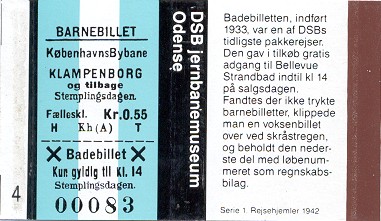 BARNEBILLET
KøbenhavnsBybane
KLAMPENBORG
og tilbage
Stemplingsdagen.
Fælleskl. Kr.0.55
H Kh(A) T
X Badebillet X
Kun gyldig til Kl. 14
Stemplingsdagen.
00083
4
DSB jernbanemuseum
Odense
Badebilletten, indført
1933, var en af DSBs
tidligste pakkerejser.
Den gav i tilkøb gratis
adgang til Bellevue
Strandbad indtil kl 14
på salgsdagen.
Fandtes der ikke trykte
barnebilletter, klippede
man en voksenbillet
over ved skråstregen,
og beholdt den neder-
ste del med løbenum-
meret som regnskabs-
bilag.
Serie 1 Rejsehjemler 1942